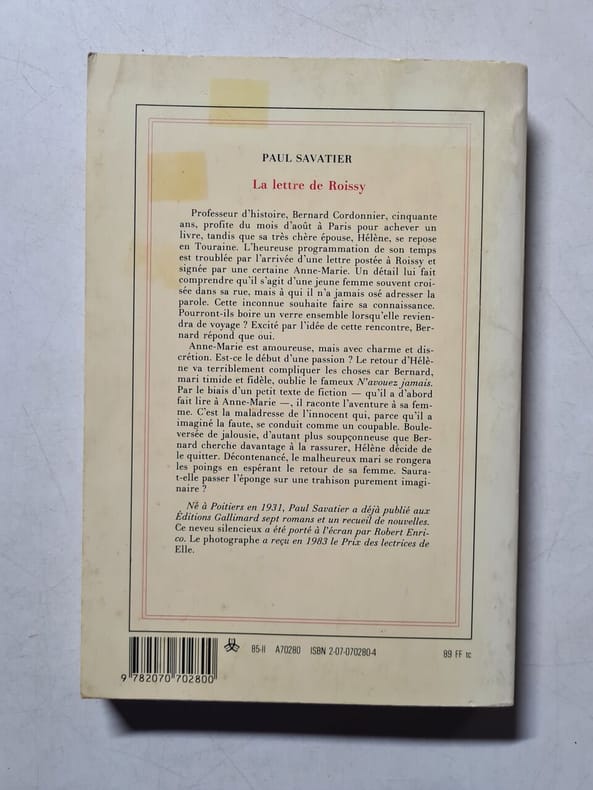 PAUL SAVATIER
La lettre de Roissy
Professeur d'histoire, Bernard Cordonnier, cinquante
ans, profite du mois d'août à Paris pour achever un
livre, tandis que sa très chère épouse, Hélène, se repose
en Touraine. L'heureuse programmation de son temps
est troublée par l'arrivée d'une lettre postée à Roissy et
signée par une certaine Anne-Marie. Un détail lui fait
comprendre qu'il s'agit d'une jeune femme souvent croi-
sée dans sa rue, mais à qui il n'a jamais osé adresser la
parole. Cette inconnue souhaite faire sa connaissance.
Pourront-ils boire un verre ensemble lorsqu'elle revien-
dra de voyage ? Excité par l'idée de cette rencontre, Ber-
nard répond que oui.
Anne-Marie est amoureuse, mais avec charme et dis-
crétion. Est-ce le début d'une passion ? Le retour d'Hélè-
ne va terriblement compliquer les choses car Bernard,
mari timide et fidèle, oublie le fameux N'avouez jamais.
Par le biais d'un petit texte de fiction — qu'il a d'abord
fait lire à Anne-Marie —, il raconte l'aventure à sa fem-
me. C'est la maladresse de l'innocent qui, parce qu'il a
imaginé la faute, se conduit comme un coupable. Boule-
versée de jalousie, d'autant plus soupçonneuse que Ber-
nard cherche davantage à la rassurer, Hélène décide de
le quitter. Décontenancé, le malheureux mari se rongera
les poings en espérant le retour de sa femme. Saura-
t-elle passer l'éponge sur une trahison purement imagi-
naire ?
Né à Poitiers en 1931, Paul Savatier a déjà publié aux
Éditions Gallimard sept romans et un recueil de nouvelles.
Ce neveu silencieux a été porté à l'écran par Robert Enri-
co. Le photographe a reçu en 1983 le Prix des lectrices de
Elle.
85-II A70280 ISBN 2-07-070280-4 89 FF tc
9 782070 702800